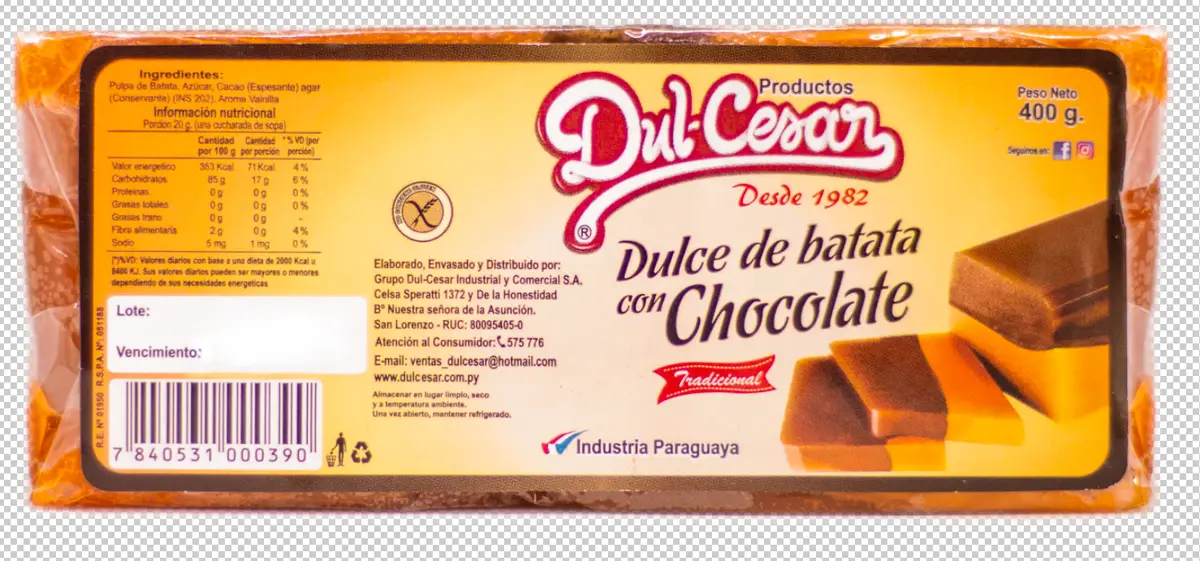 Ingredientes:
Pulpa de Batata, Azúcar, Cacao (Espesante) agar
(Conservante) (INS 202), Aroma Vainilla
Información nutricional
Porción 20 g. (una cucharada de sopa)
Cantidad por 100 g Cantidad por porción * % VD (por porción)
Valor energetico 353 Kcal 71 Kcal 4 %
Carbohidratos 85 g 17 g 6 %
Proteinas 0 g 0 g 0 %
Grasas totales 0 g 0 g 0 %
Grasas trans 0 g 0 g -
Fibra alimentaria 2 g 0 g 4 %
Sodio 5 mg 1 mg 0 %
(*)%VD: Valores diarios con base a una dieta de 2000 Kcal u
8400 KJ. Sus valores diarios pueden ser mayores o menores
dependiendo de sus necesidades energeticas
Lote:
Vencimiento:
R.E. Nº 01950 R.S.P.A. Nº: 051188
7 840531 000390
Elaborado, Envasado y Distribuido por:
Grupo Dul-Cesar Industrial y Comercial S.A.
Celsa Speratti 1372 y De la Honestidad
Bº Nuestra señora de la Asunción.
San Lorenzo - RUC: 80095405-0
Atención al Consumidor: 575 776
E-mail: ventas_dulcesar@hotmail.com
www.dulcesar.com.py
Almacenar en lugar limpio, seco
y a temperatura ambiente.
Una vez abierto, mantener refrigerado.
Productos
Dul-Cesar
®
Desde 1982
Dulce de batata
con Chocolate
Tradicional
Industria Paraguaya
Peso Neto
400 g.
Seguinos en: f